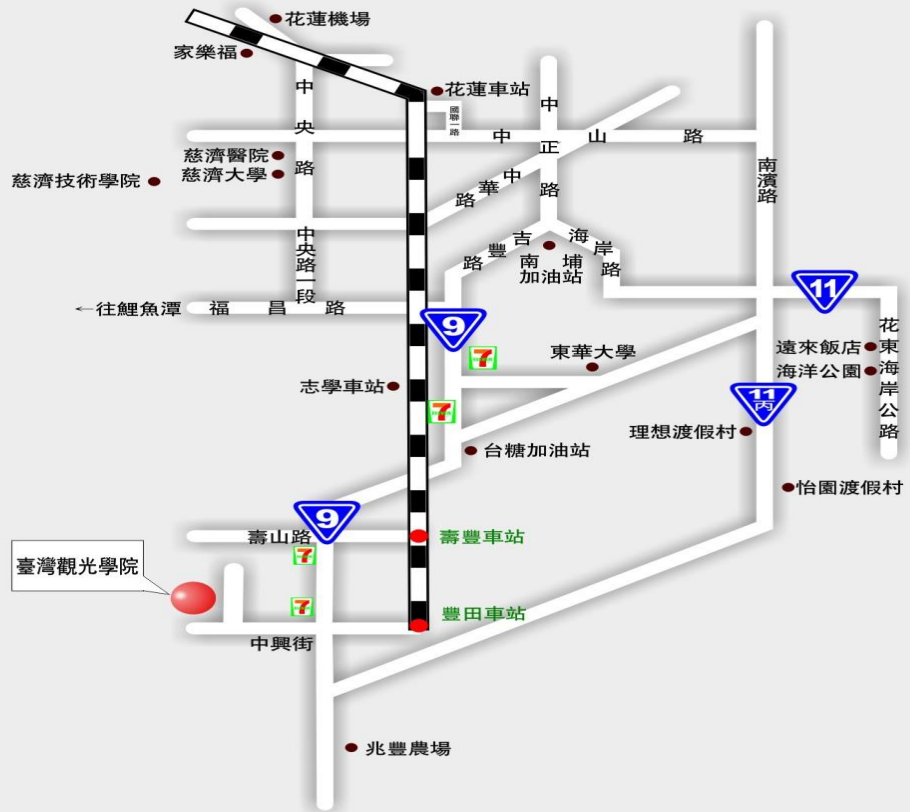 花蓮機場
家樂福
花蓮車站
國聯一路
中央路
中山路
中正路
慈濟醫院
慈濟大學
慈濟技術學院
中華路
南濱路
中央路一段
吉豐路
海岸路
南埔
加油站
←往鯉魚潭
福昌路
9
11
7
東華大學
花東海岸公路
遠來飯店
海洋公園
志學車站
11
丙
7
理想渡假村
台糖加油站
怡園渡假村
9
壽山路
壽豐車站
7
臺灣觀光學院
7
豐田車站
中興街
兆豐農場